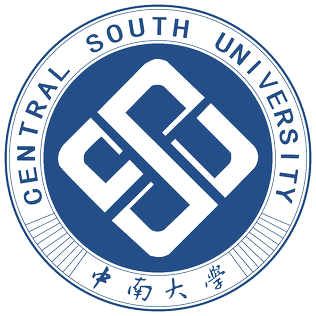 CENTRAL SOUTH UNIVERSITY
中南大學